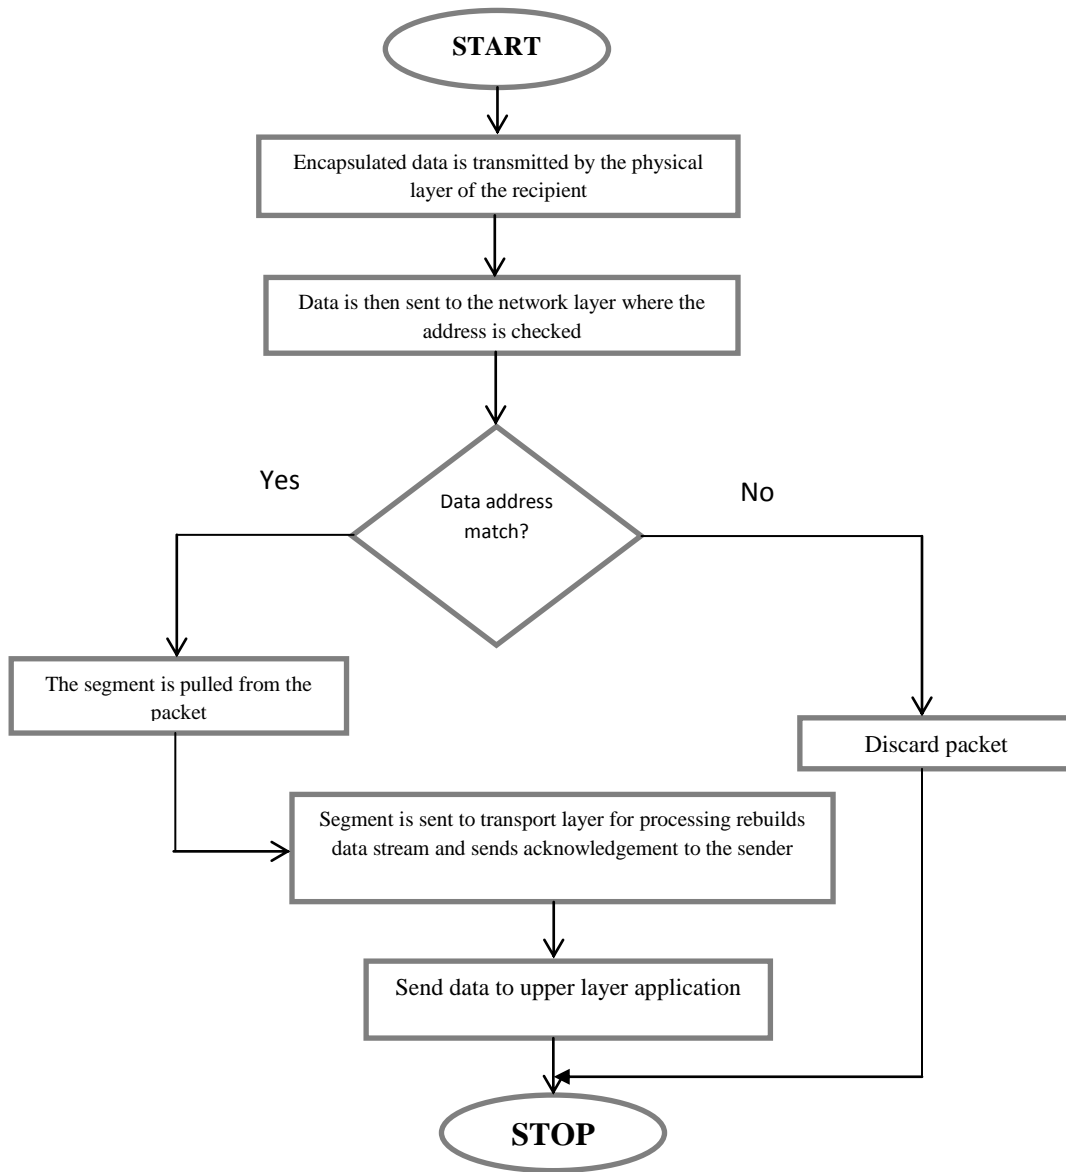 START
Encapsulated data is transmitted by the physical
layer of the recipient
Data is then sent to the network layer where the
address is checked
Yes
Data address
match?
No
The segment is pulled from the
packet
Discard packet
Segment is sent to transport layer for processing rebuilds
data stream and sends acknowledgement to the sender
Send data to upper layer application
STOP